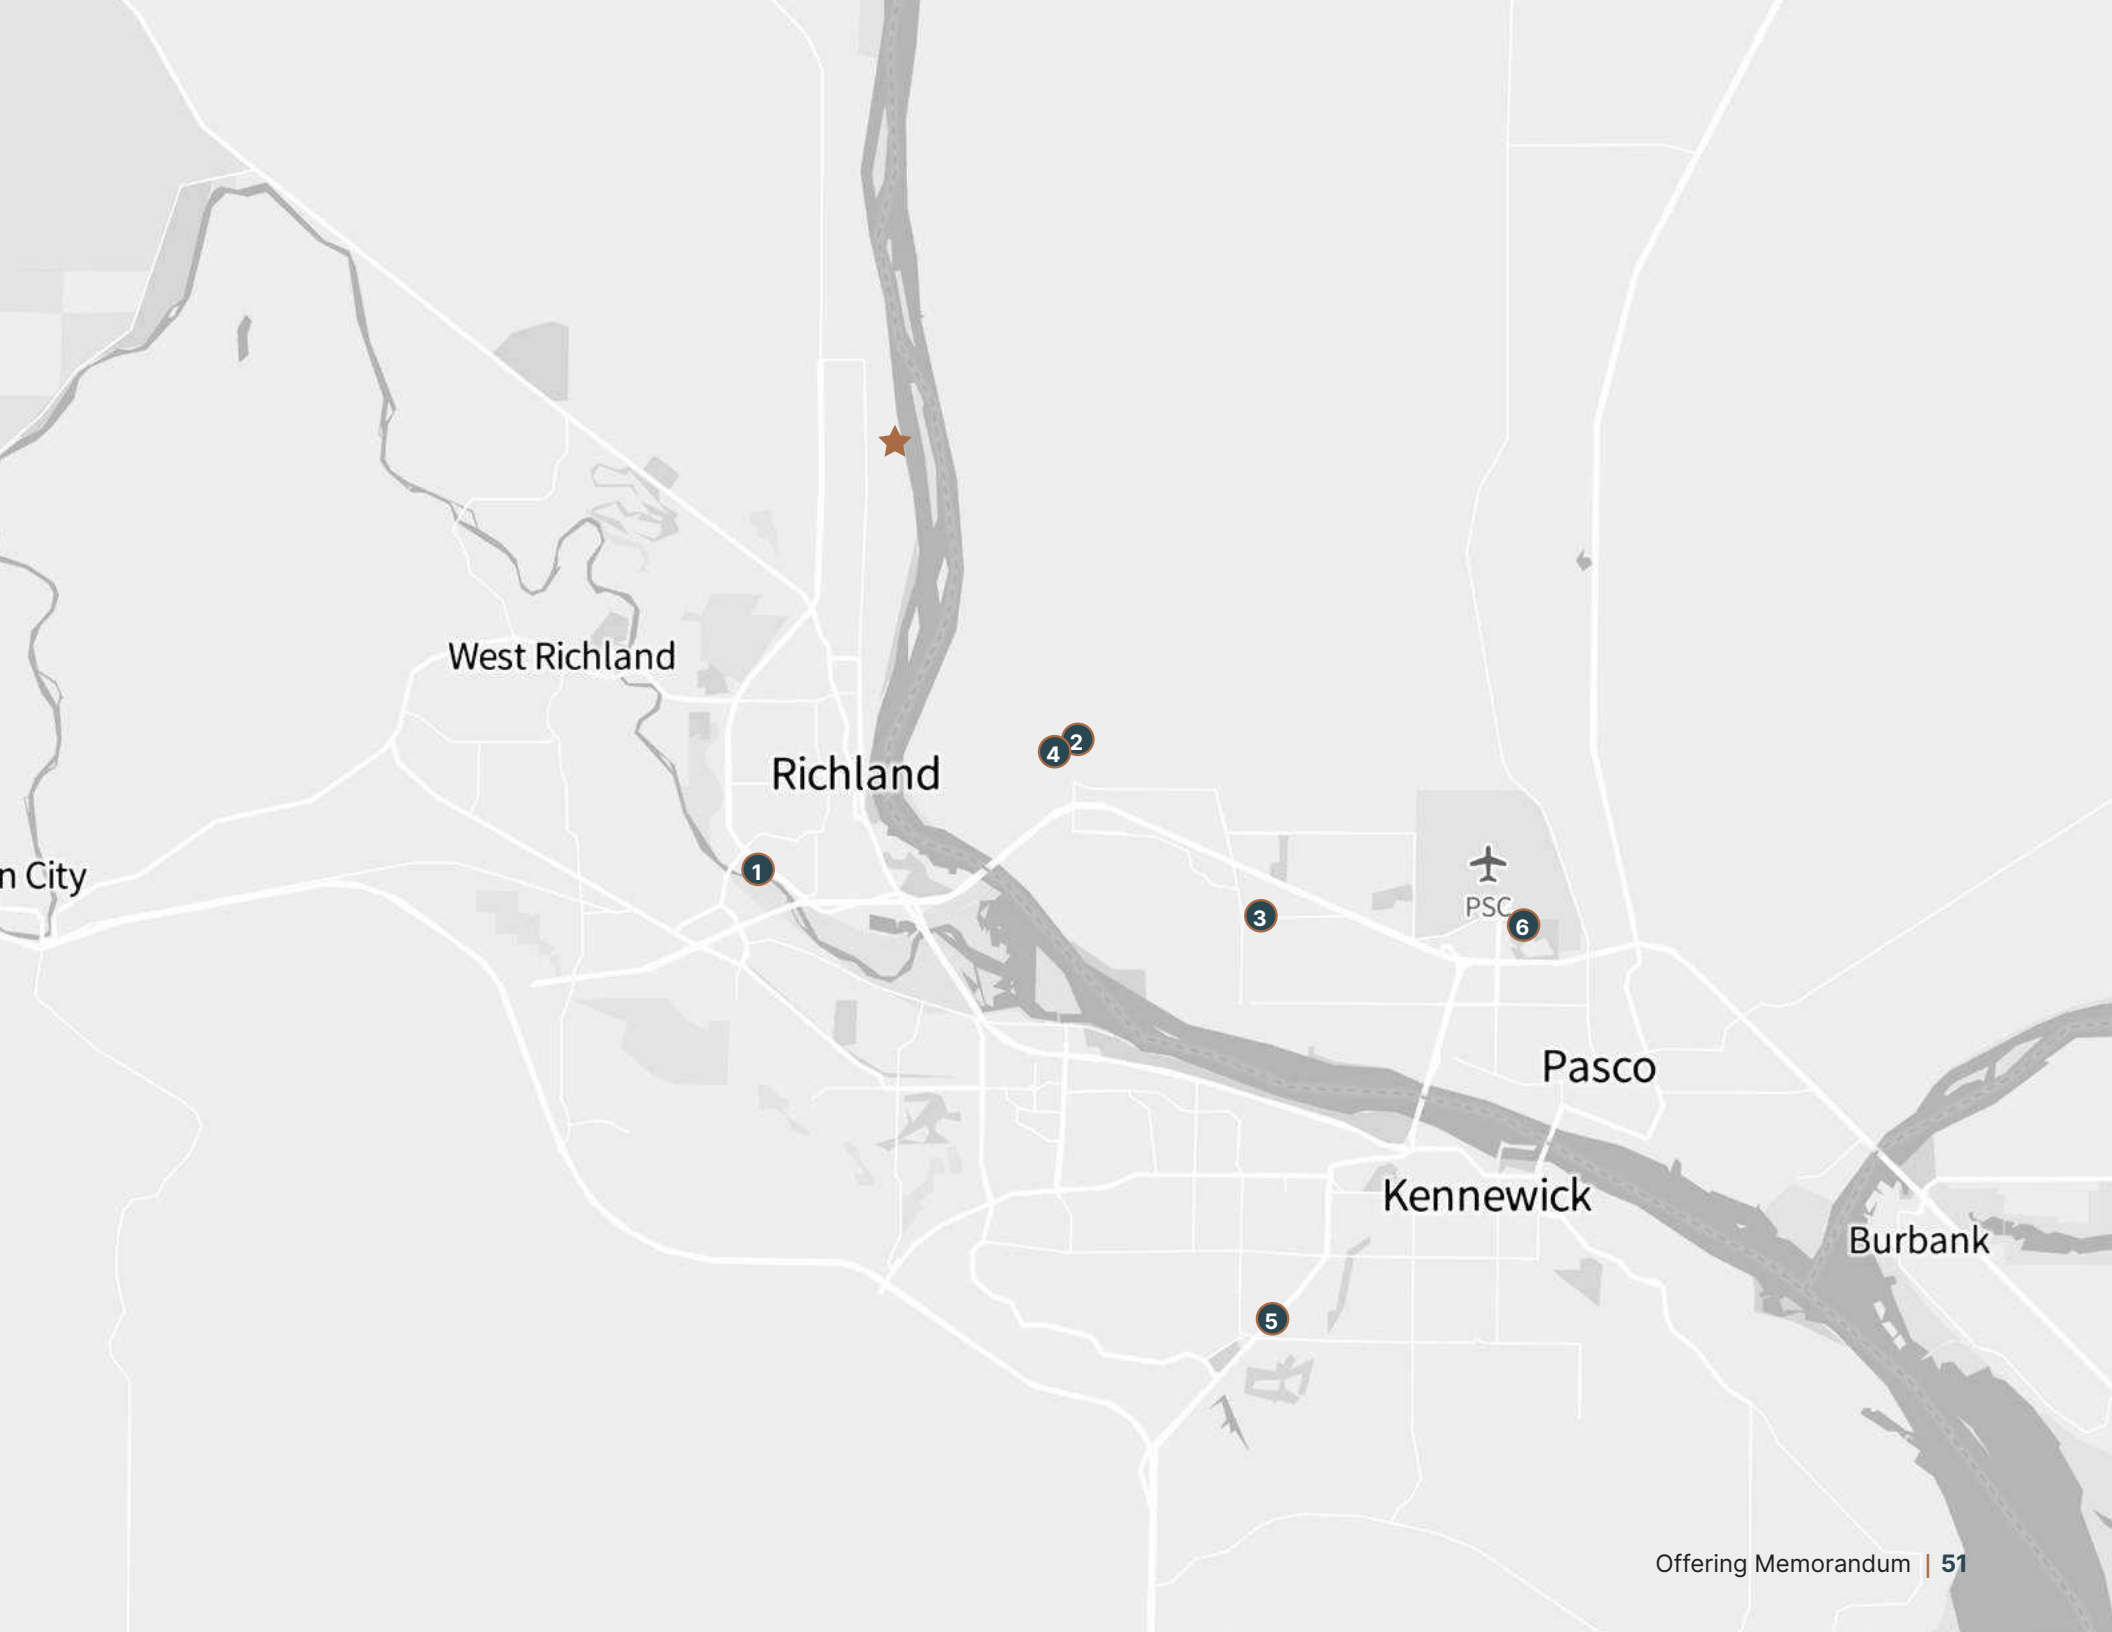 West Richland
4
2
Richland
1
n City
3
PSC
6
Pasco
Kennewick
Burbank
5
Offering Memorandum | 51